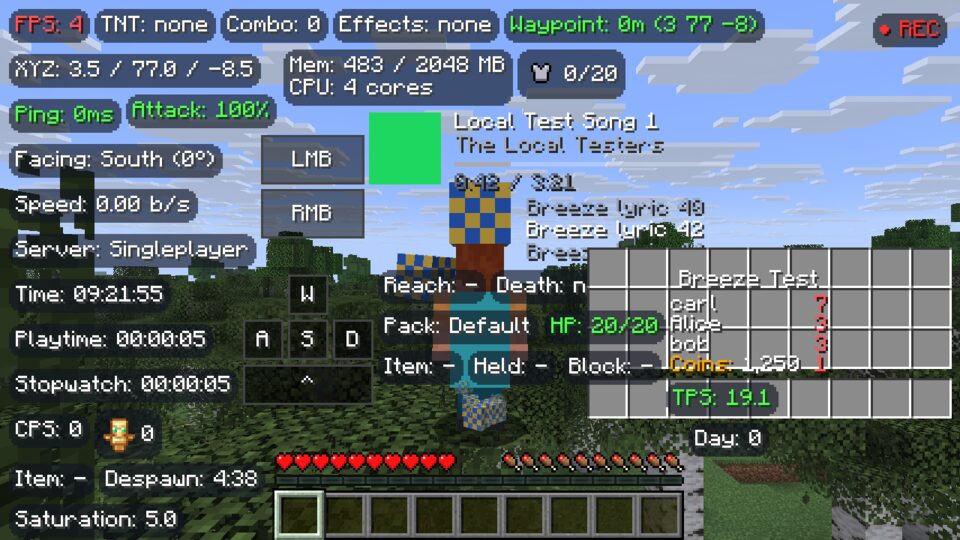 FPS: 4
TNT: none
Combo: 0
Effects: none
Waypoint: 0m (3 77 -8)
● REC
XYZ: 3.5 / 77.0 / -8.5
Mem: 483 / 2048 MB
CPU: 4 cores
0/20
Ping: 0ms
Attack: 100%
Local Test Song 1
The Local Testers
0:42 / 3:21
Facing: South (0°)
LMB
Speed: 0.00 b/s
RMB
Breeze lyric 40
Breeze lyric 42
Breeze
Server: Singleplayer
Time: 09:21:55
W
Reach: - Death: n
Breeze Test
carl 7
Alice 3
bob 3
Coins: 1,250 1
Playtime: 00:00:05
A S D
Pack: Default
HP: 20/20
Stopwatch: 00:00:05
^
Item: - Held: - Block: -
TPS: 19.1
CPS: 0
0
Day: 0
Item: - Despawn: 4:38
Saturation: 5.0